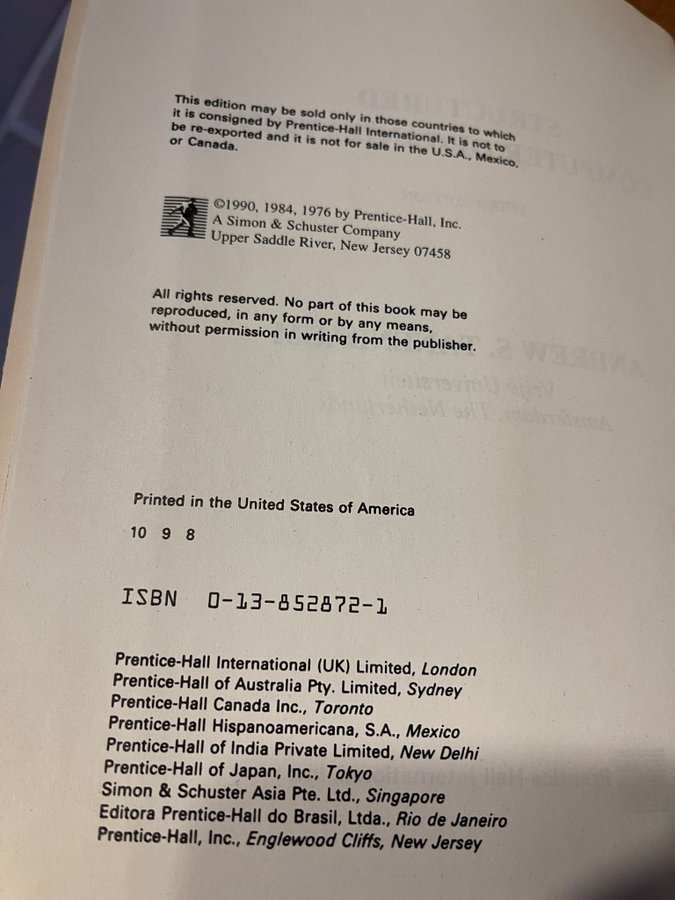 This edition may be sold only in those countries to which
it is consigned by Prentice-Hall International. It is not to
be re-exported and it is not for sale in the U.S.A., Mexico,
or Canada.
©1990, 1984, 1976 by Prentice-Hall, Inc.
A Simon & Schuster Company
Upper Saddle River, New Jersey 07458
All rights reserved. No part of this book may be
reproduced, in any form or by any means,
without permission in writing from the publisher.
Printed in the United States of America
10 9 8
ISBN 0-13-852872-1
Prentice-Hall International (UK) Limited, London
Prentice-Hall of Australia Pty. Limited, Sydney
Prentice-Hall Canada Inc., Toronto
Prentice-Hall Hispanoamericana, S.A., Mexico
Prentice-Hall of India Private Limited, New Delhi
Prentice-Hall of Japan, Inc., Tokyo
Simon & Schuster Asia Pte. Ltd., Singapore
Editora Prentice-Hall do Brasil, Ltda., Rio de Janeiro
Prentice-Hall, Inc., Englewood Cliffs, New Jersey